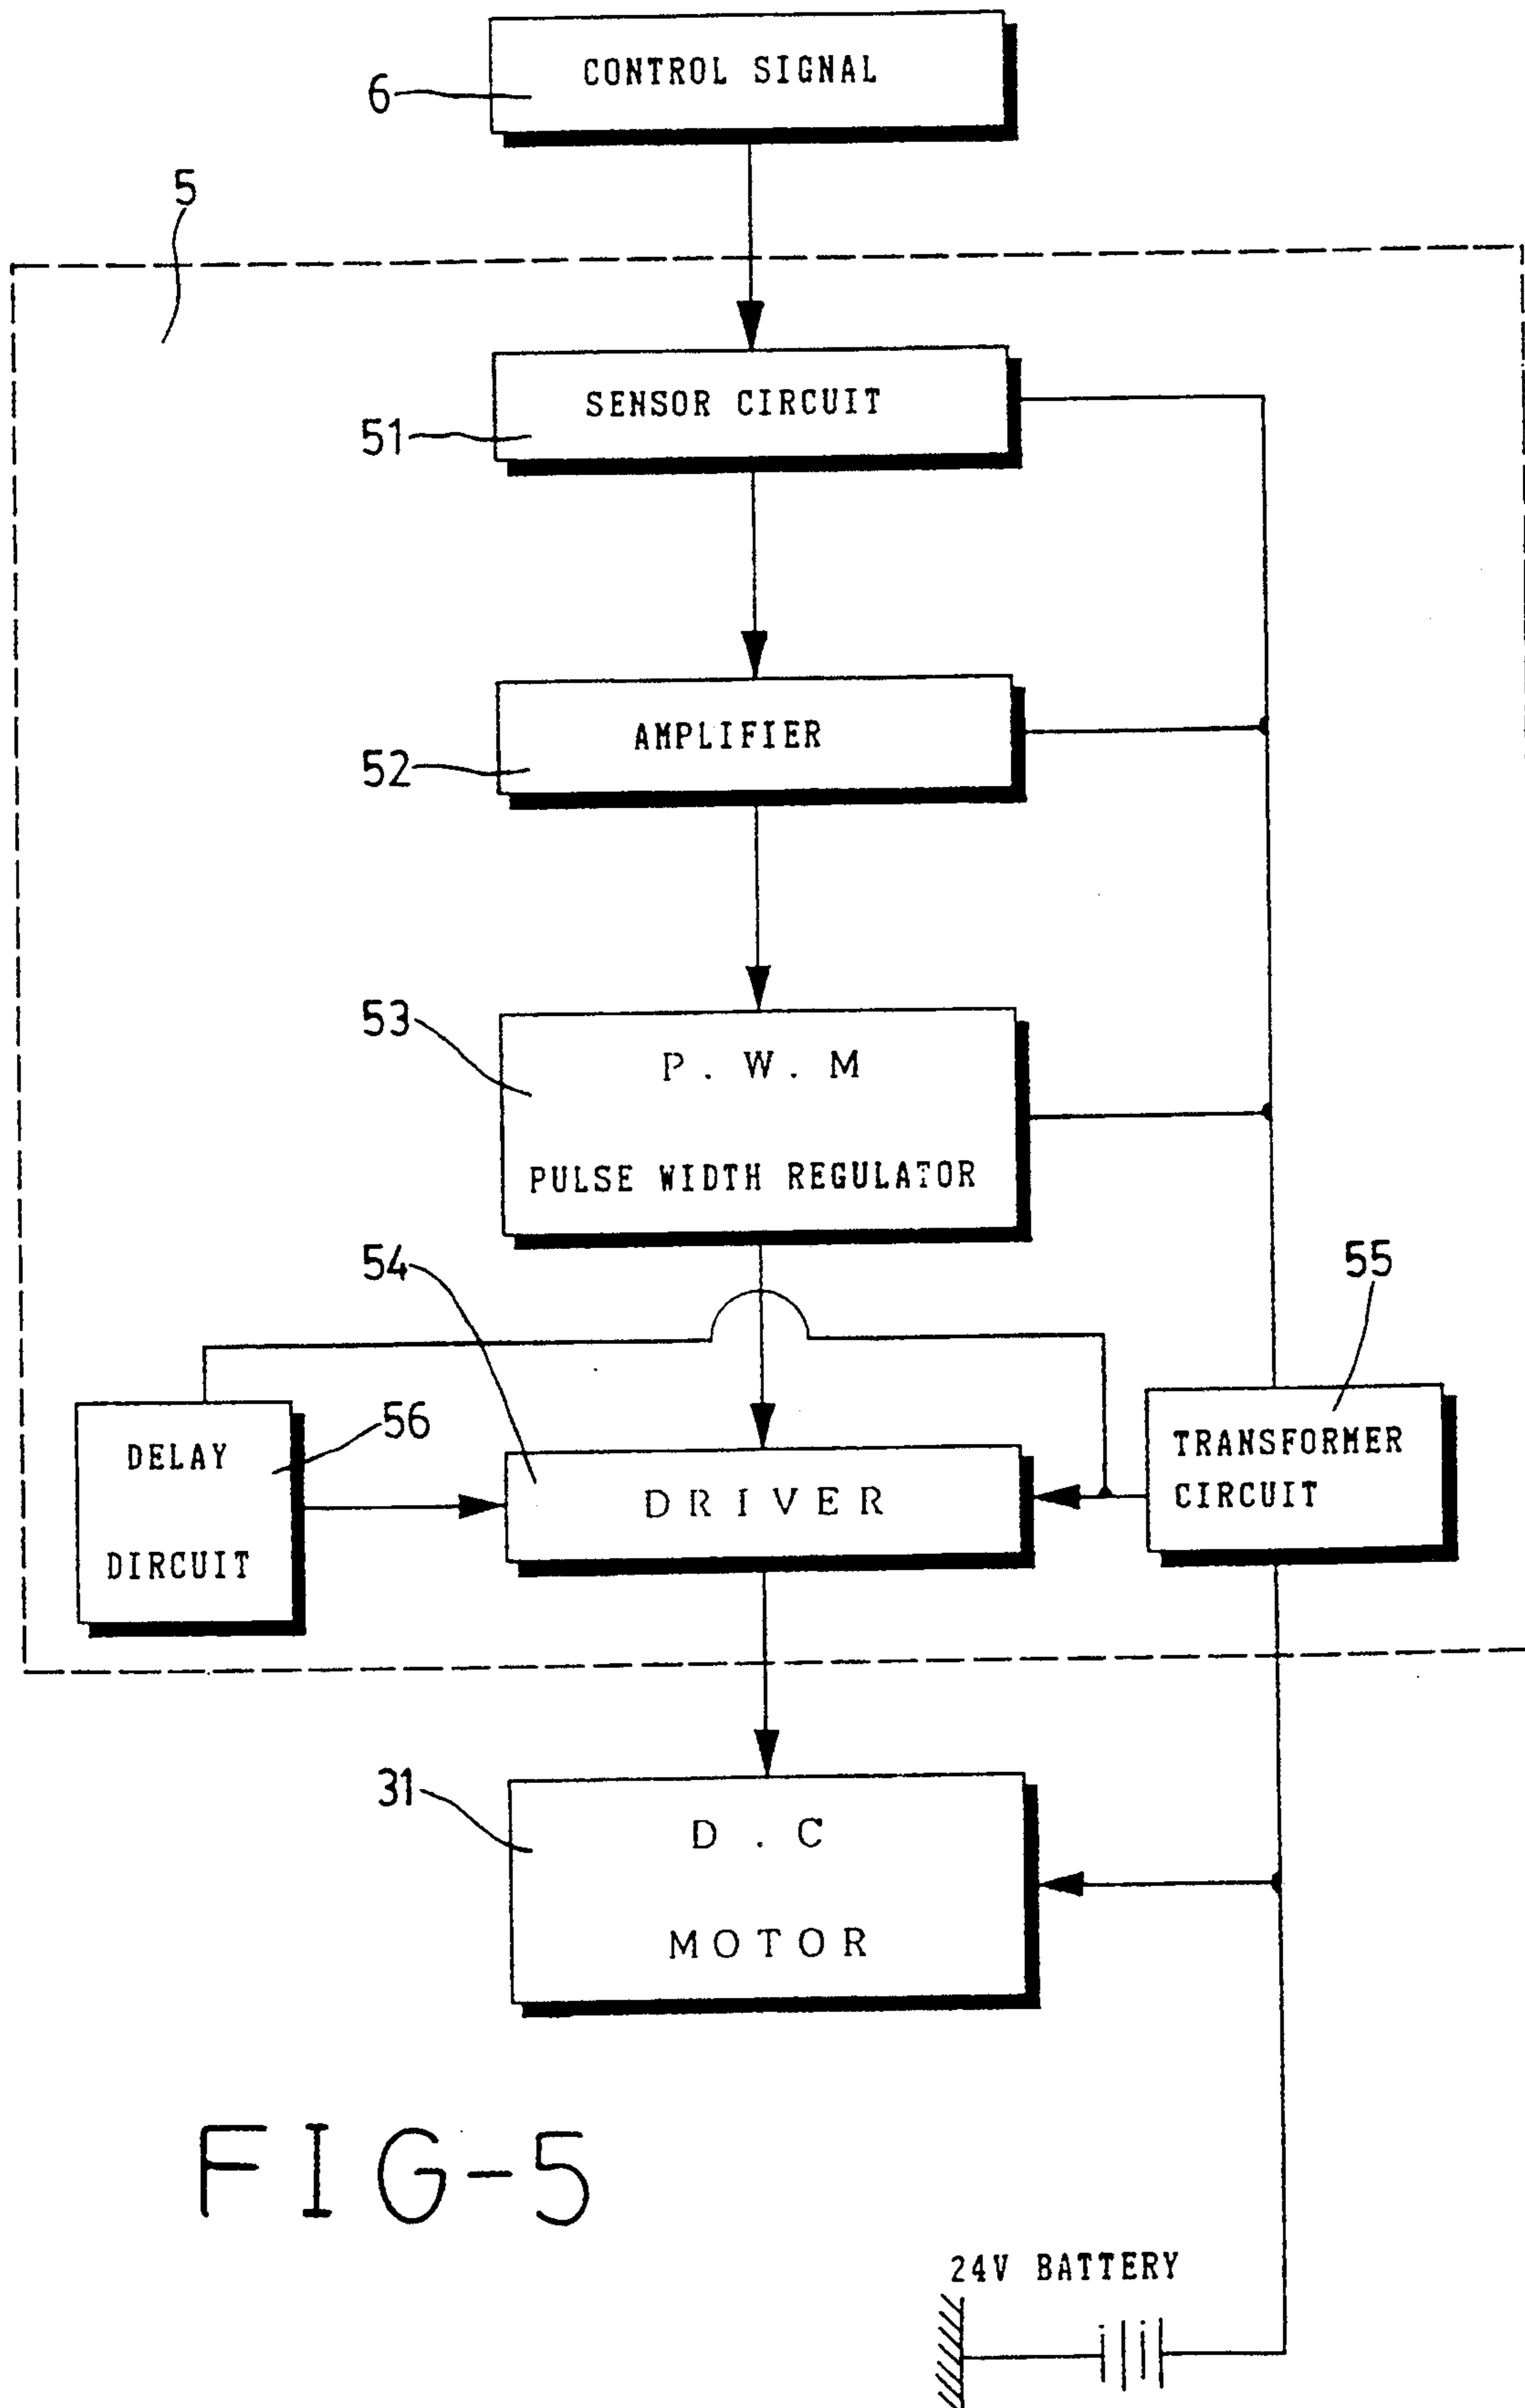 CONTROL SIGNAL
6
5
SENSOR CIRCUIT
51
AMPLIFIER
52
53
P.W.M
PULSE WIDTH REGULATOR
54
55
56
DELAY
DIRCUIT
DRIVER
TRANSFORMER
CIRCUIT
31
D.C
MOTOR
FIG-5
24V BATTERY